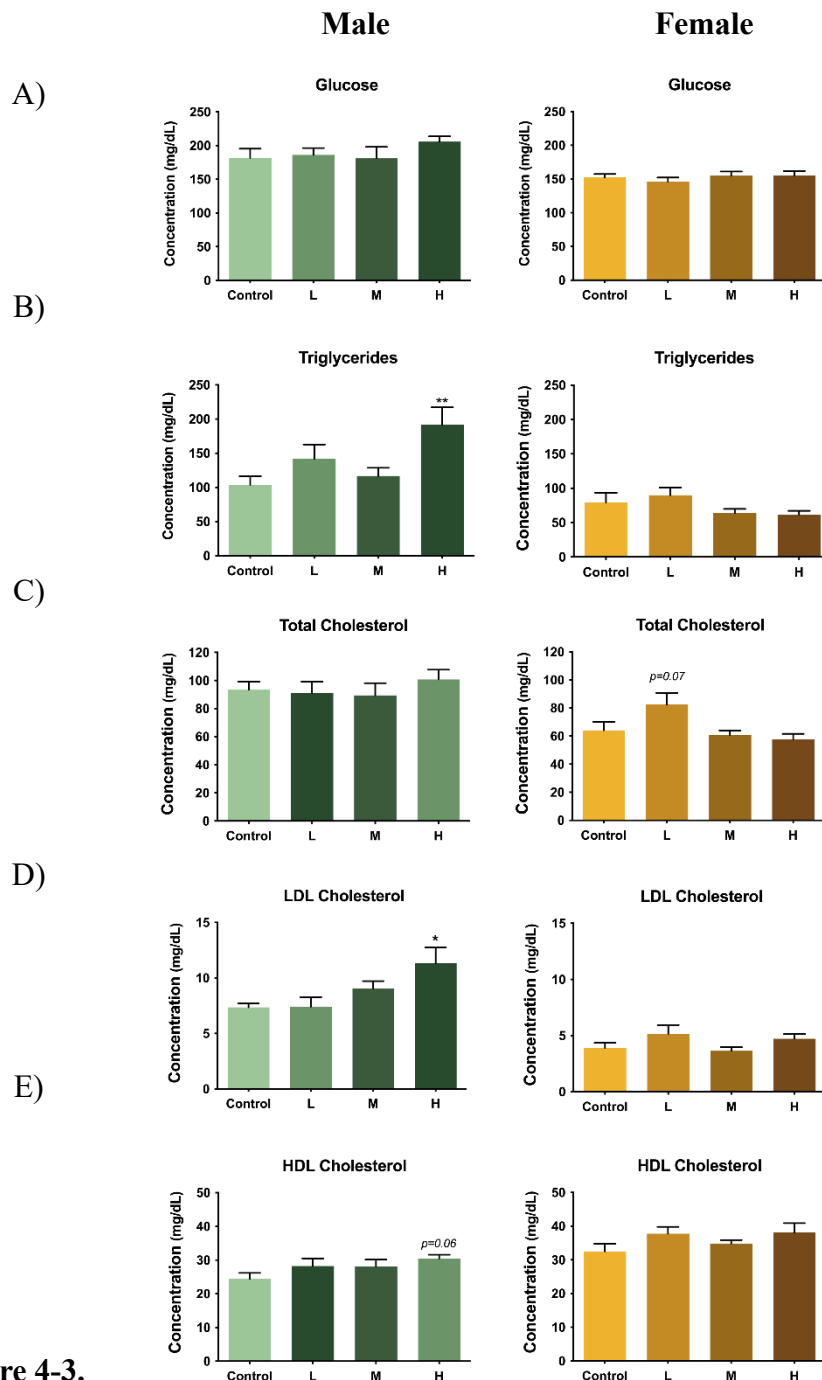 Male Female
A)
Glucose Glucose
Concentration (mg/dL) Concentration (mg/dL)
250 250
200 200
150 150
100 100
50 50
0 0
Control L M H Control L M H
B)
Triglycerides Triglycerides
Concentration (mg/dL) Concentration (mg/dL)
250 250
200 ** 200
150 150
100 100
50 50
0 0
Control L M H Control L M H
C)
Total Cholesterol Total Cholesterol
Concentration (mg/dL) Concentration (mg/dL)
120 120
100 100 p=0.07
80 80
60 60
40 40
20 20
0 0
Control L M H Control L M H
D)
LDL Cholesterol LDL Cholesterol
Concentration (mg/dL) Concentration (mg/dL)
15 * 15
10 10
5 5
0 0
Control L M H Control L M H
E)
HDL Cholesterol HDL Cholesterol
Concentration (mg/dL) Concentration (mg/dL)
50 50
40 p=0.06 40
30 30
20 20
10 10
0 0
Control L M H Control L M H
re 4-3.